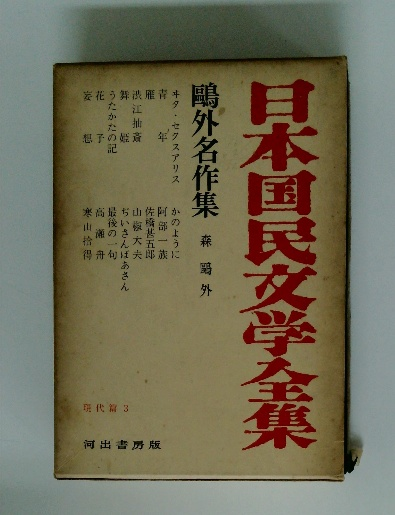 日本国民文学全集
鷗外名作集 森鷗外
ヰタ・セクスアリス
青年
雁
渋江抽斎
舞姫
うたかたの記
花子
妄想
かのように
阿部一族
佐橋甚五郎
山椒大夫
ぢいさんばあさん
最後の一句
高瀬舟
寒山拾得
現代篇3
河出書房版